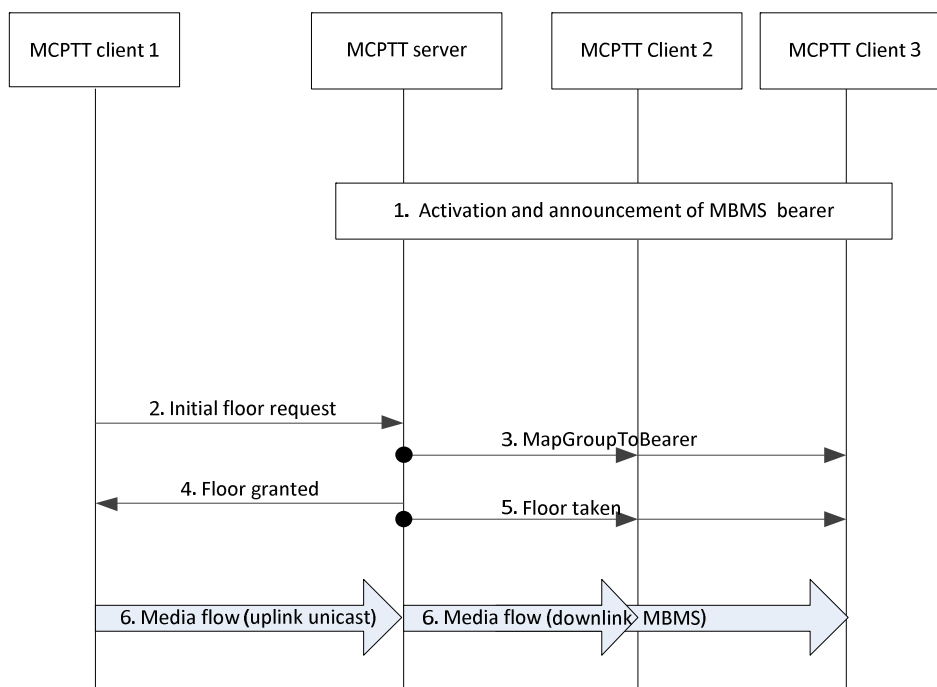 MCPTT client 1
MCPTT server
MCPTT Client 2
MCPTT Client 3
1. Activation and announcement of MBMS bearer
2. Initial floor request
3. MapGroupToBearer
4. Floor granted
5. Floor taken
6. Media flow (uplink unicast)
6. Media flow (downlink MBMS)